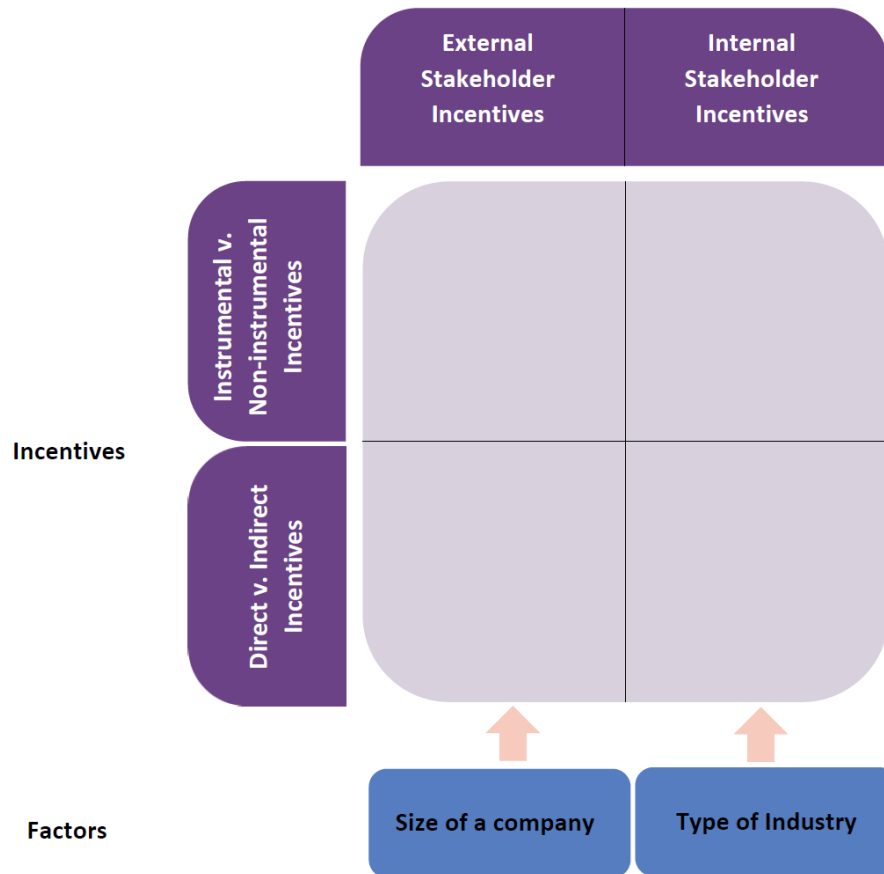 External
Stakeholder
Incentives
Internal
Stakeholder
Incentives
Instrumental v.
Non-instrumental
Incentives
Incentives
Direct v. Indirect
Incentives
Factors
Size of a company
Type of Industry